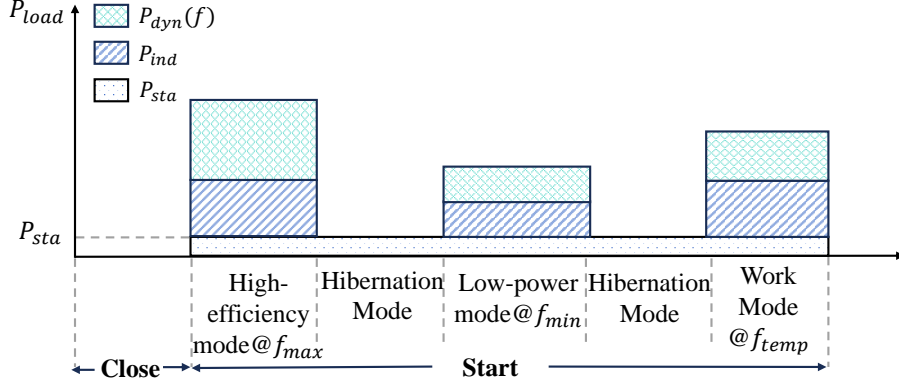 P_load
P_dyn(f)
P_ind
P_sta
P_sta
High-
efficiency
mode@f_max
Hibernation
Mode
Low-power
mode@f_min
Hibernation
Mode
Work
Mode
@f_temp
Close
Start